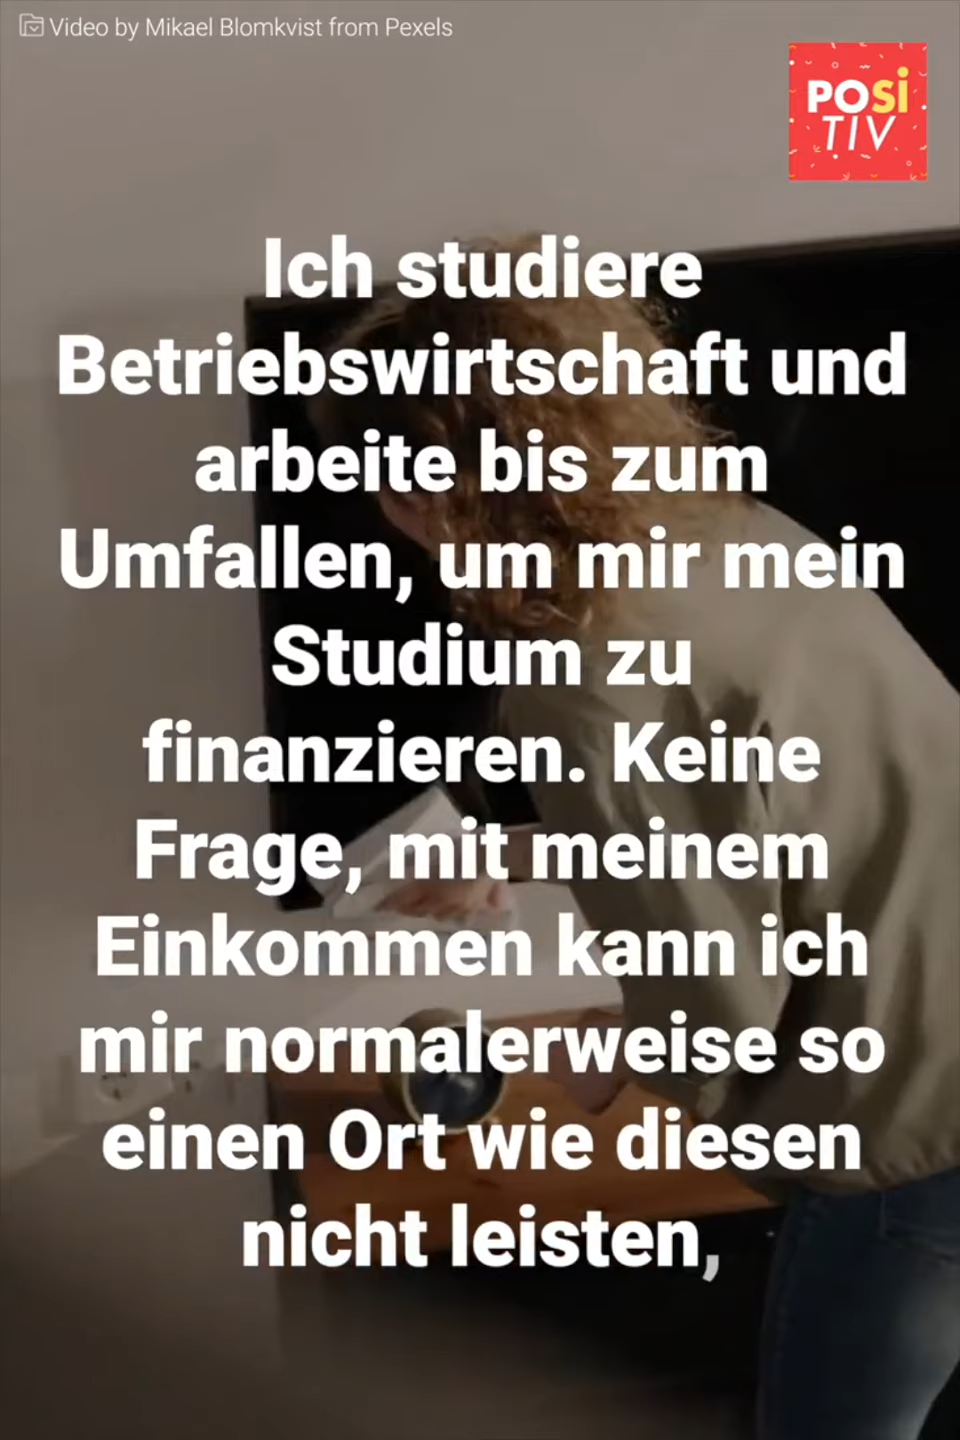 Video by Mikael Blomkvist from Pexels
POSi
TIV
Ich studiere
Betriebswirtschaft und
arbeite bis zum
Umfallen, um mir mein
Studium zu
finanzieren. Keine
Frage, mit meinem
Einkommen kann ich
mir normalerweise so
einen Ort wie diesen
nicht leisten,